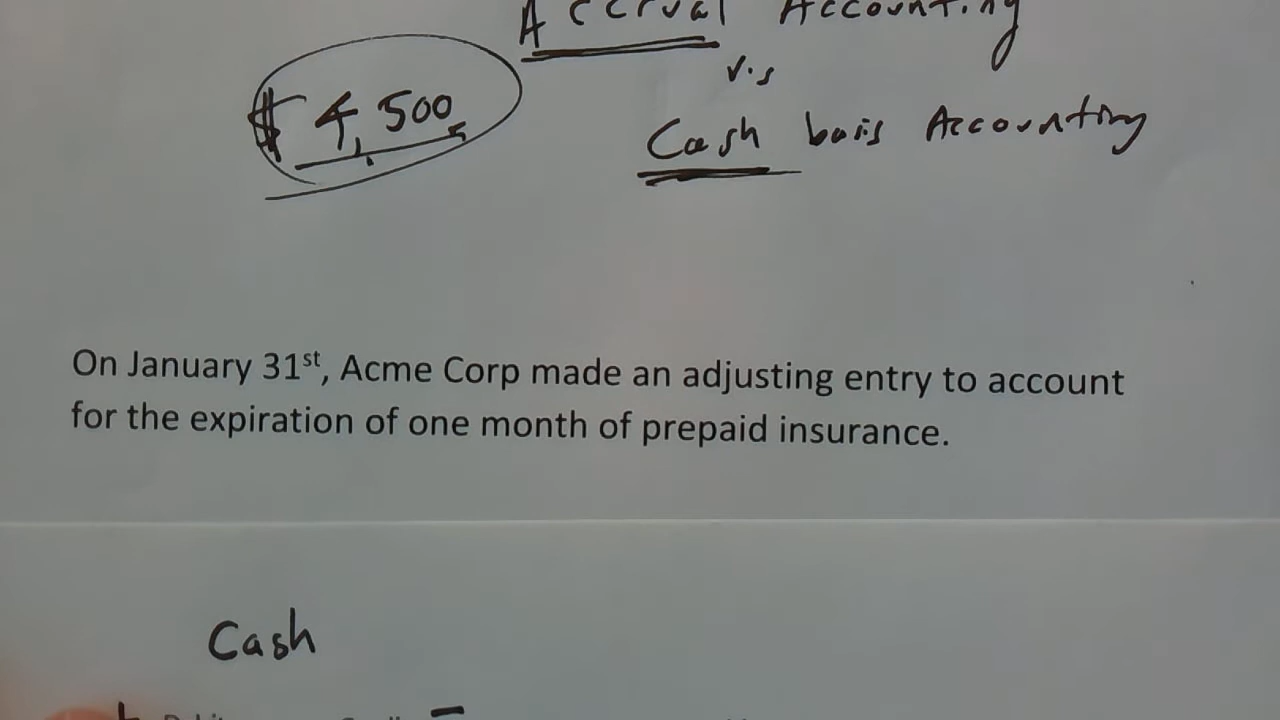 Accrual Accounting
v.s
$ 4,500
Cash bais Accounting
On January 31st, Acme Corp made an adjusting entry to account
for the expiration of one month of prepaid insurance.
Cash